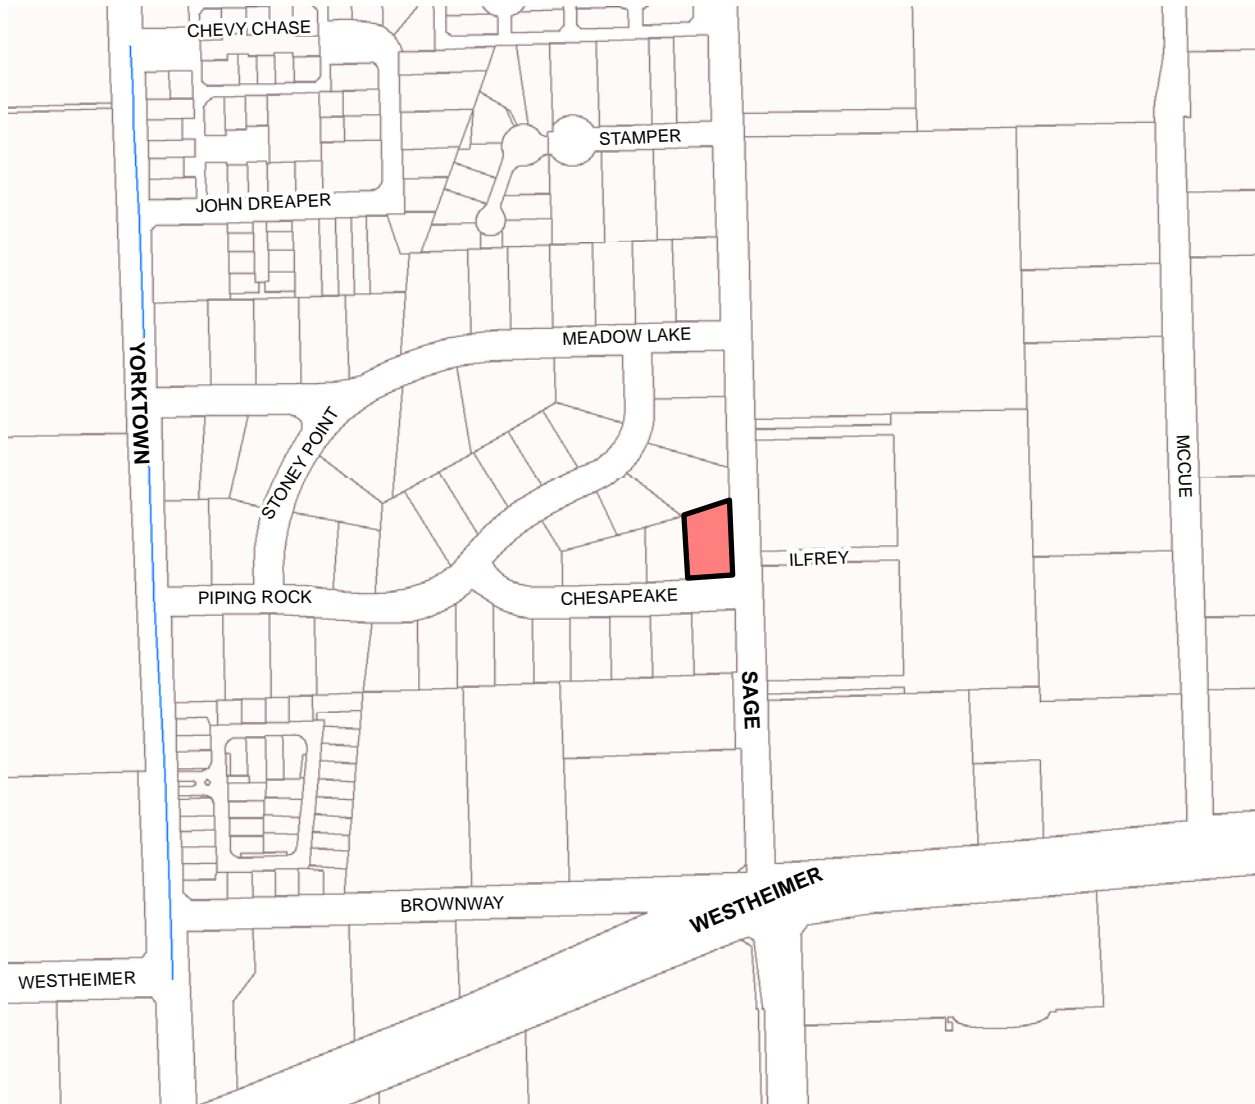 CHEVY CHASE
STAMPER
JOHN DREAPER
MEADOW LAKE
YORKTOWN
STONEY POINT
MCCUE
ILFREY
PIPING ROCK
CHESAPEAKE
SAGE
WESTHEIMER
BROWNWAY
WESTHEIMER